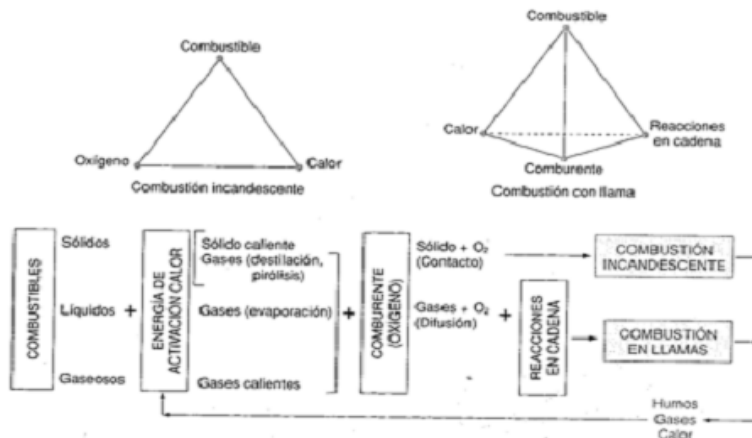 Combustible
Oxígeno
Calor
Combustión incandescente
Combustible
Calor
Reacciones
en cadena
Comburente
Combustión con llama
COMBUSTIBLES
Sólidos
Líquidos
Gaseosos
+
ENERGÍA DE
ACTIVACION CALOR
Sólido caliente
Gases (destilación,
pirólisis)
Gases (evaporación)
Gases calientes
+
COMBURENTE
(OXIGENO)
Sólido + O₂
(Contacto)
Gases + O₂
(Difusión)
+
REACCIONES
EN CADENA
COMBUSTIÓN
INCANDESCENTE
COMBUSTIÓN
EN LLAMAS
Humos
Gases
Calor